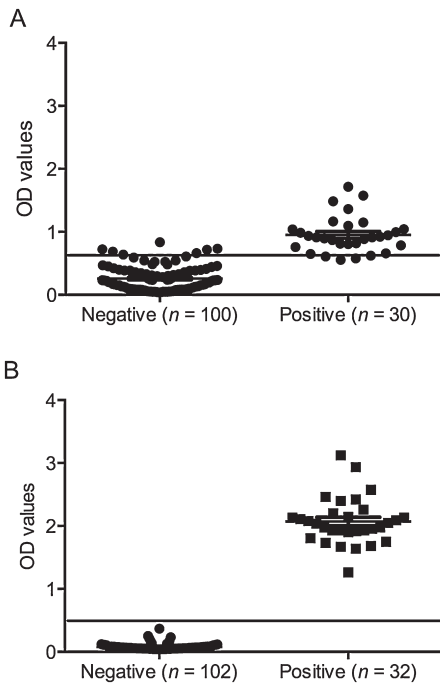 A
4
3
2
1
0
OD values
Negative (n = 100)
Positive (n = 30)
B
4
3
2
1
0
OD values
Negative (n = 102)
Positive (n = 32)